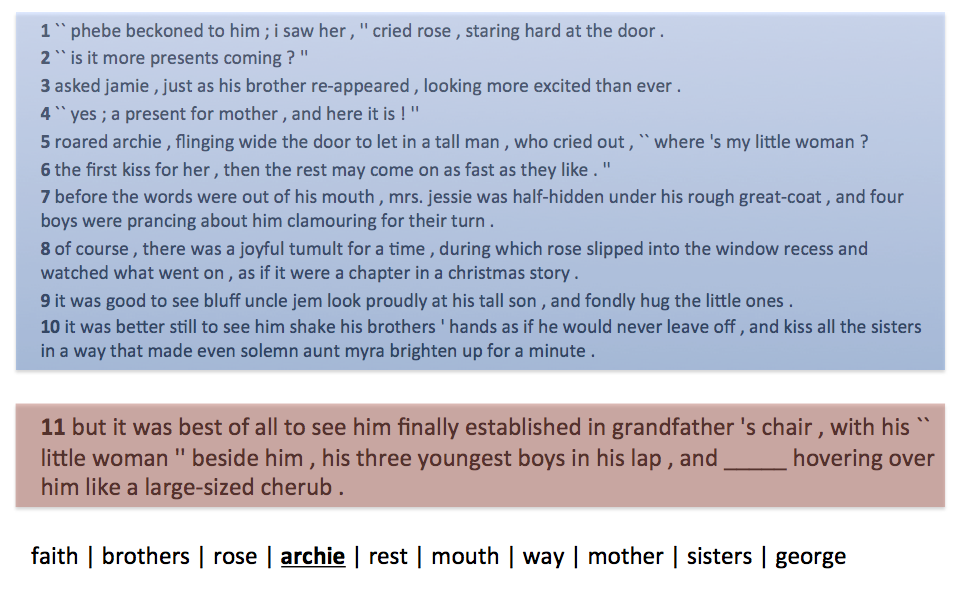 1 `` phebe beckoned to him ; i saw her , '' cried rose , staring hard at the door .
2 `` is it more presents coming ? ''
3 asked jamie , just as his brother re-appeared , looking more excited than ever .
4 `` yes ; a present for mother , and here it is ! ''
5 roared archie , flinging wide the door to let in a tall man , who cried out , `` where 's my little woman ?
6 the first kiss for her , then the rest may come on as fast as they like . ''
7 before the words were out of his mouth , mrs. jessie was half-hidden under his rough great-coat , and four
boys were prancing about him clamouring for their turn .
8 of course , there was a joyful tumult for a time , during which rose slipped into the window recess and
watched what went on , as if it were a chapter in a christmas story .
9 it was good to see bluff uncle jem look proudly at his tall son , and fondly hug the little ones .
10 it was better still to see him shake his brothers ' hands as if he would never leave off , and kiss all the sisters
in a way that made even solemn aunt myra brighten up for a minute .
11 but it was best of all to see him finally established in grandfather 's chair , with his ``
little woman '' beside him , his three youngest boys in his lap , and _____ hovering over
him like a large-sized cherub .
faith | brothers | rose | archie | rest | mouth | way | mother | sisters | george